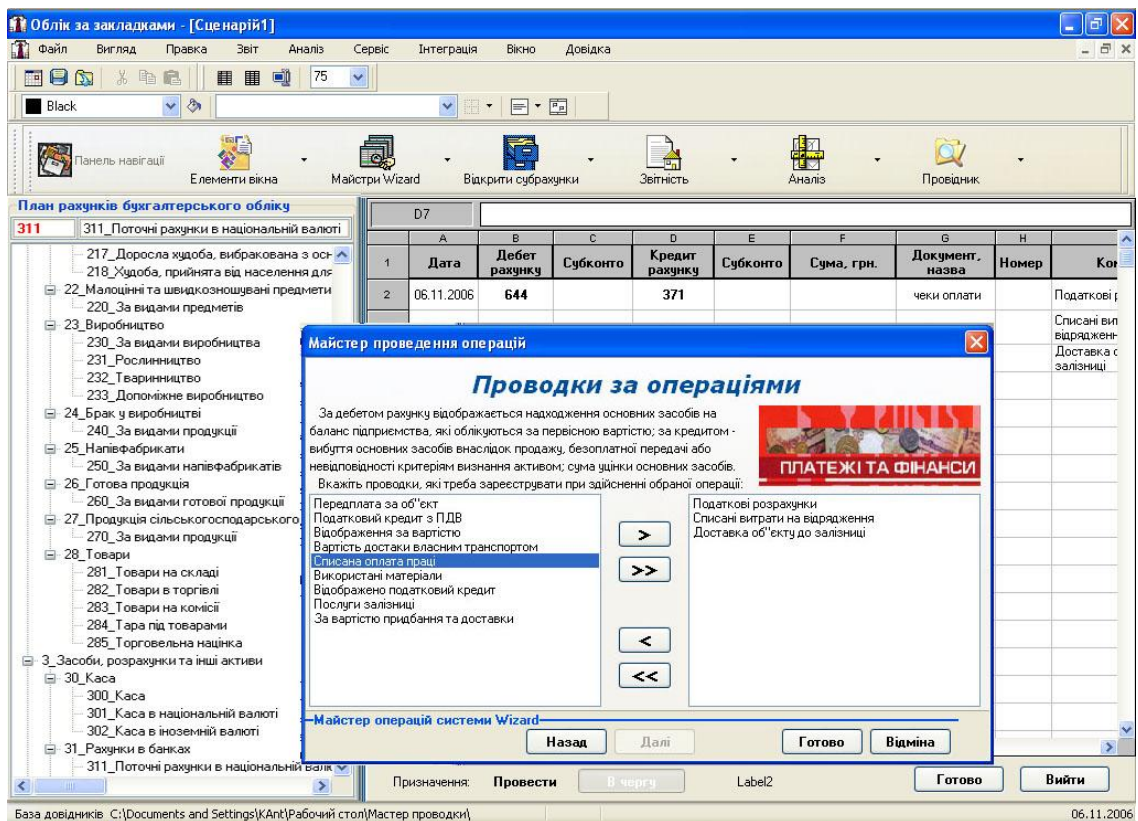 Облік за закладками - [Сценарій1]
Файл Вигляд Правка Звіт Аналіз Сервіс Інтеграція Вікно Довідка
75
Black
Панель навігації Елементи вікна Майстри Wizard Відкрити субрахунки Звітність Аналіз Провідник
План рахунків бухгалтерського обліку
311 311_Поточні рахунки в національній валюті
217_Доросла худоба, вибракована з осн
218_Худоба, прийнята від населення для
22_Малоцінні та швидкозношувані предмети
220_За видами предметів
23_Виробництво
230_За видами виробництва
231_Рослинництво
232_Тваринництво
233_Допоміжне виробництво
24_Брак у виробництві
240_За видами продукції
25_Напівфабрикати
250_За видами напівфабрикатів
26_Готова продукція
260_За видами готової продукції
27_Продукція сільськогосподарського
270_За видами продукції
28_Товари
281_Товари на складі
282_Товари в торгівлі
283_Товари на комісії
284_Тара під товарами
285_Торговельна націнка
3_Засоби, розрахунки та інші активи
30_Каса
300_Каса
301_Каса в національній валюті
302_Каса в іноземній валюті
31_Рахунки в банках
311_Поточні рахунки в національній валю
D7
A B C D E F G H
1 Дата Дебет рахунку Субконто Кредит рахунку Субконто Сума, грн. Документ, назва Номер Ком
2 06.11.2006 644 371 чеки оплати Податкові р
Списані вит
відрядженн
Доставка о
залізниці
Майстер проведення операцій
Проводки за операціями
За дебетом рахунку відображається надходження основних засобів на
баланс підприємства, які обліковуються за первісною вартістю; за кредитом -
вибуття основних засобів внаслідок продажу, безоплатної передачі або
невідповідності критеріям визнання активом; сума уцінки основних засобів.
Вкажіть проводки, які треба зареєструвати при здійсненні обраної операції:
ПЛАТЕЖІ ТА ФІНАНСИ
Передплата за об"єкт
Податковий кредит з ПДВ
Відображення за вартістю
Вартість достаки власним транспортом
Списана оплата праці
Використані матеріали
Відображено податковий кредит
Послуги залізниці
За вартістю придбання та доставки
>
>>
<
<<
Податкові розрахунки
Списані витрати на відрядження
Доставка об"єкту до залізниці
Майстер операцій системи Wizard
Назад Далі Готово Відміна
Призначення: Провести В чергу Label2 Готово Вийти
База довідників C:\Documents and Settings\KAnt\Рабочий стол\Мастер проводки\ 06.11.2006